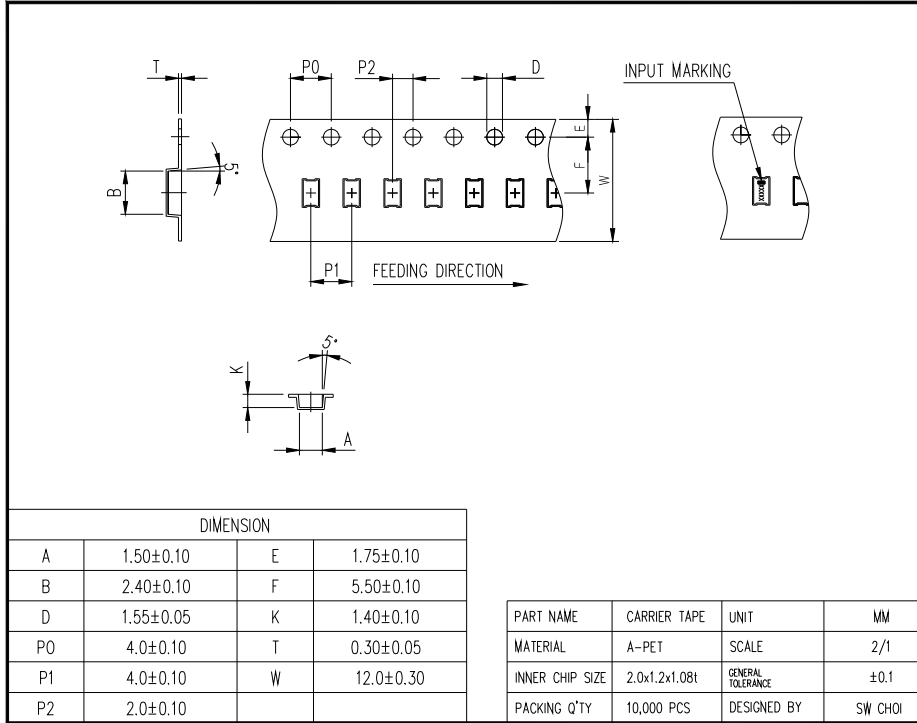 T
P0
P2
D
INPUT MARKING
E
F
W
5°
B
XXXX
P1
FEEDING DIRECTION
5°
K
A
DIMENSION
A 1.50±0.10 E 1.75±0.10
B 2.40±0.10 F 5.50±0.10
D 1.55±0.05 K 1.40±0.10
P0 4.0±0.10 T 0.30±0.05
P1 4.0±0.10 W 12.0±0.30
P2 2.0±0.10
PART NAME CARRIER TAPE UNIT MM
MATERIAL A-PET SCALE 2/1
INNER CHIP SIZE 2.0x1.2x1.08t GENERAL TOLERANCE ±0.1
PACKING Q'TY 10,000 PCS DESIGNED BY SW CHOI